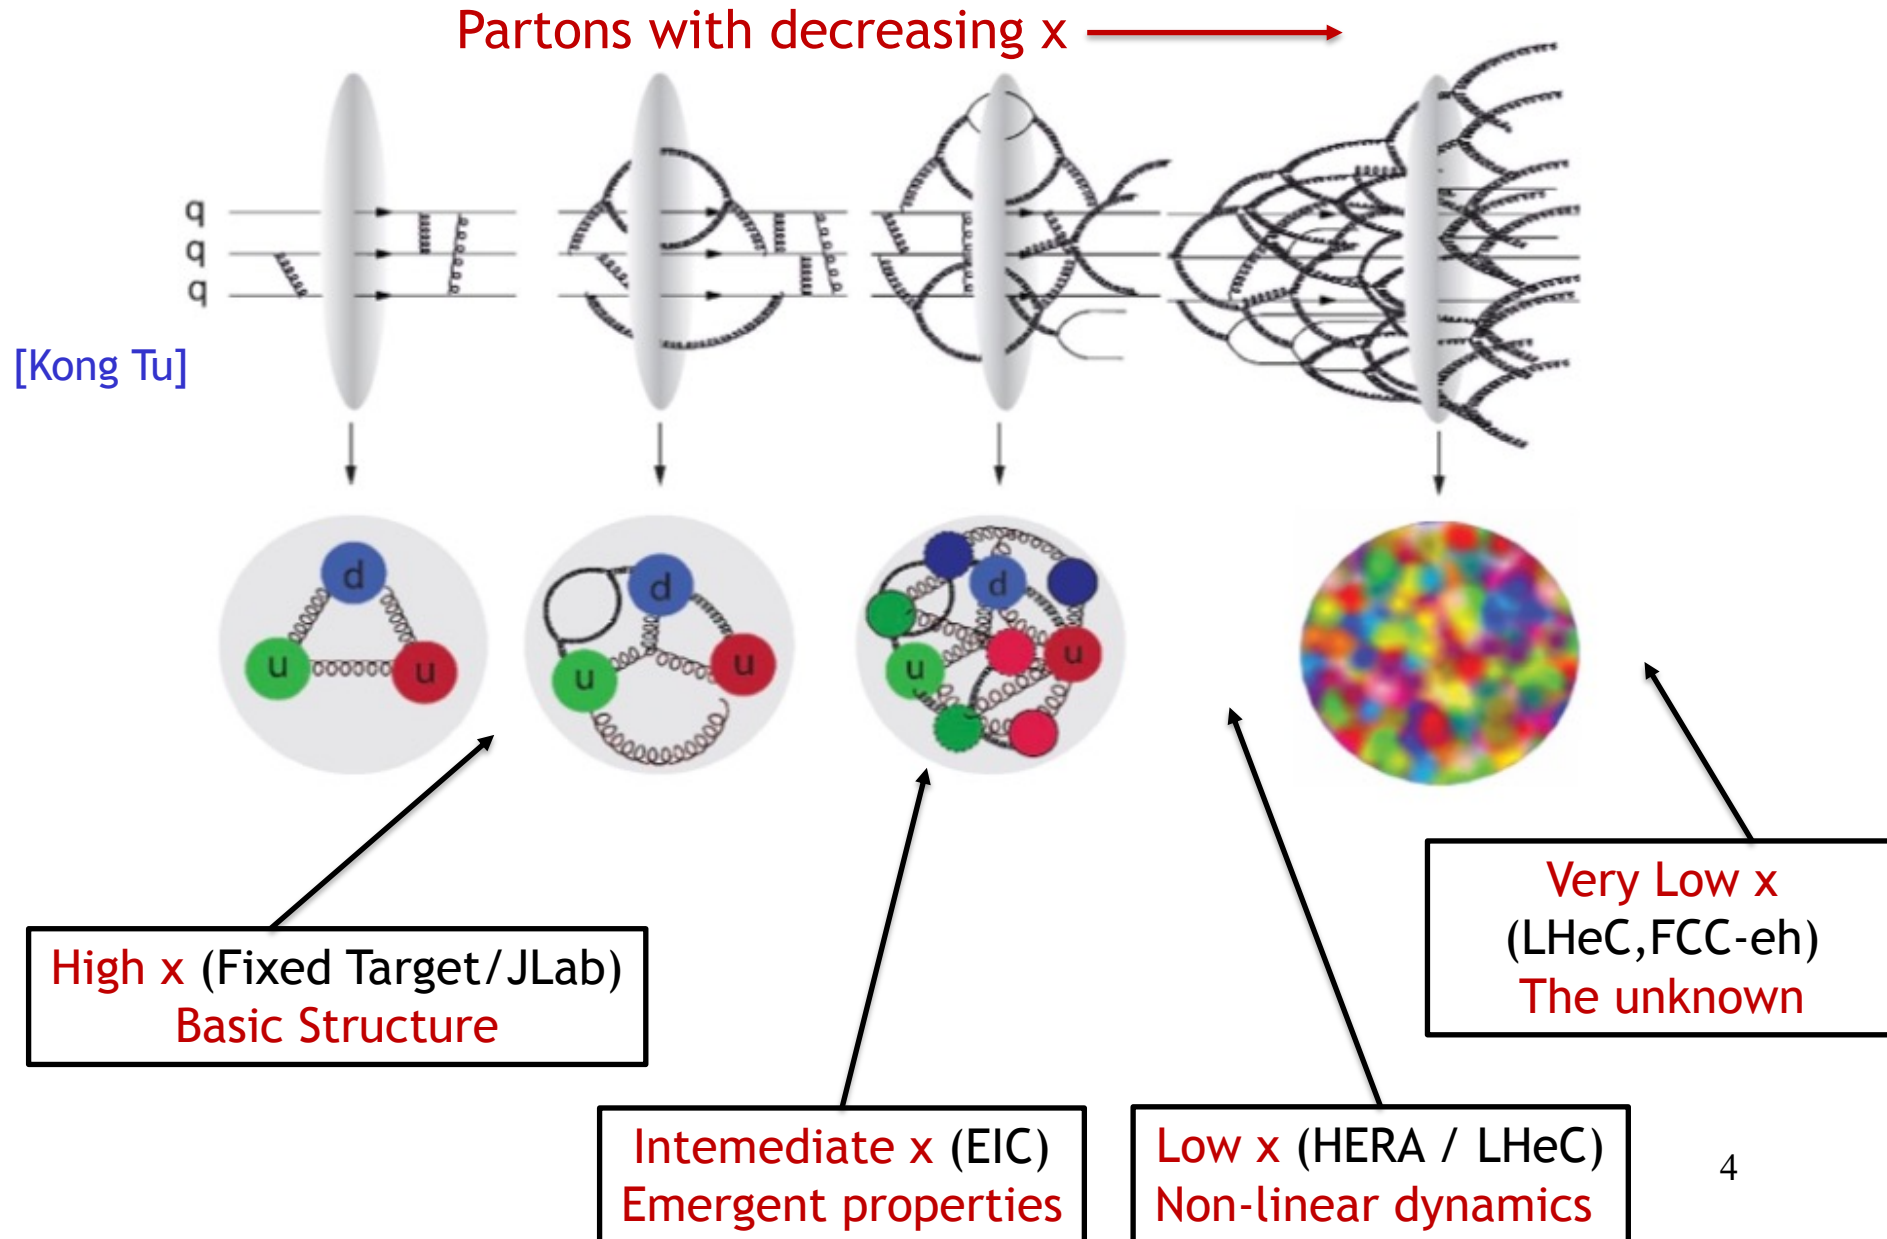 Partons with decreasing x
q
q
q
[Kong Tu]
d
u
u
d
u
u
d
u
u
High x (Fixed Target/JLab)
Basic Structure
Intemediate x (EIC)
Emergent properties
Low x (HERA / LHeC)
Non-linear dynamics
Very Low x
(LHeC,FCC-eh)
The unknown
4